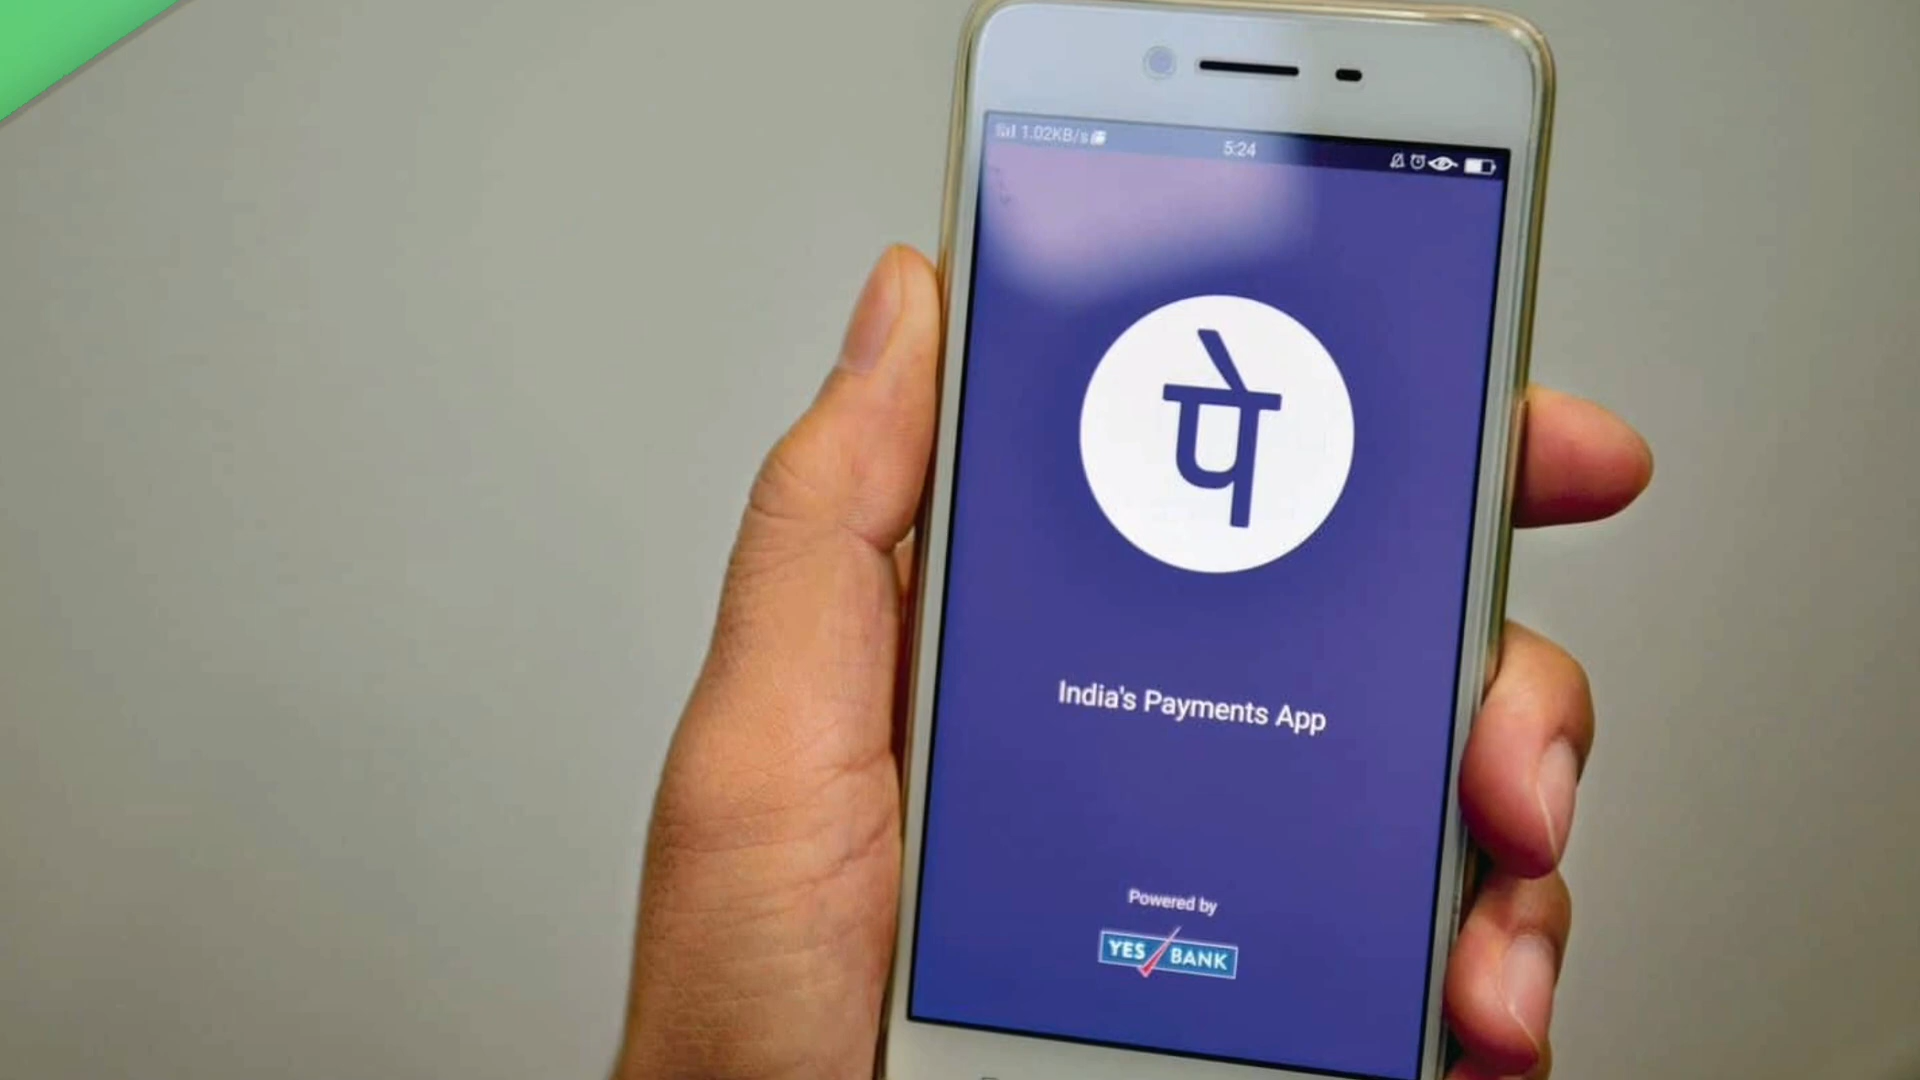 1.02KB/s
5:24
पे
India's Payments App
Powered by
YES BANK